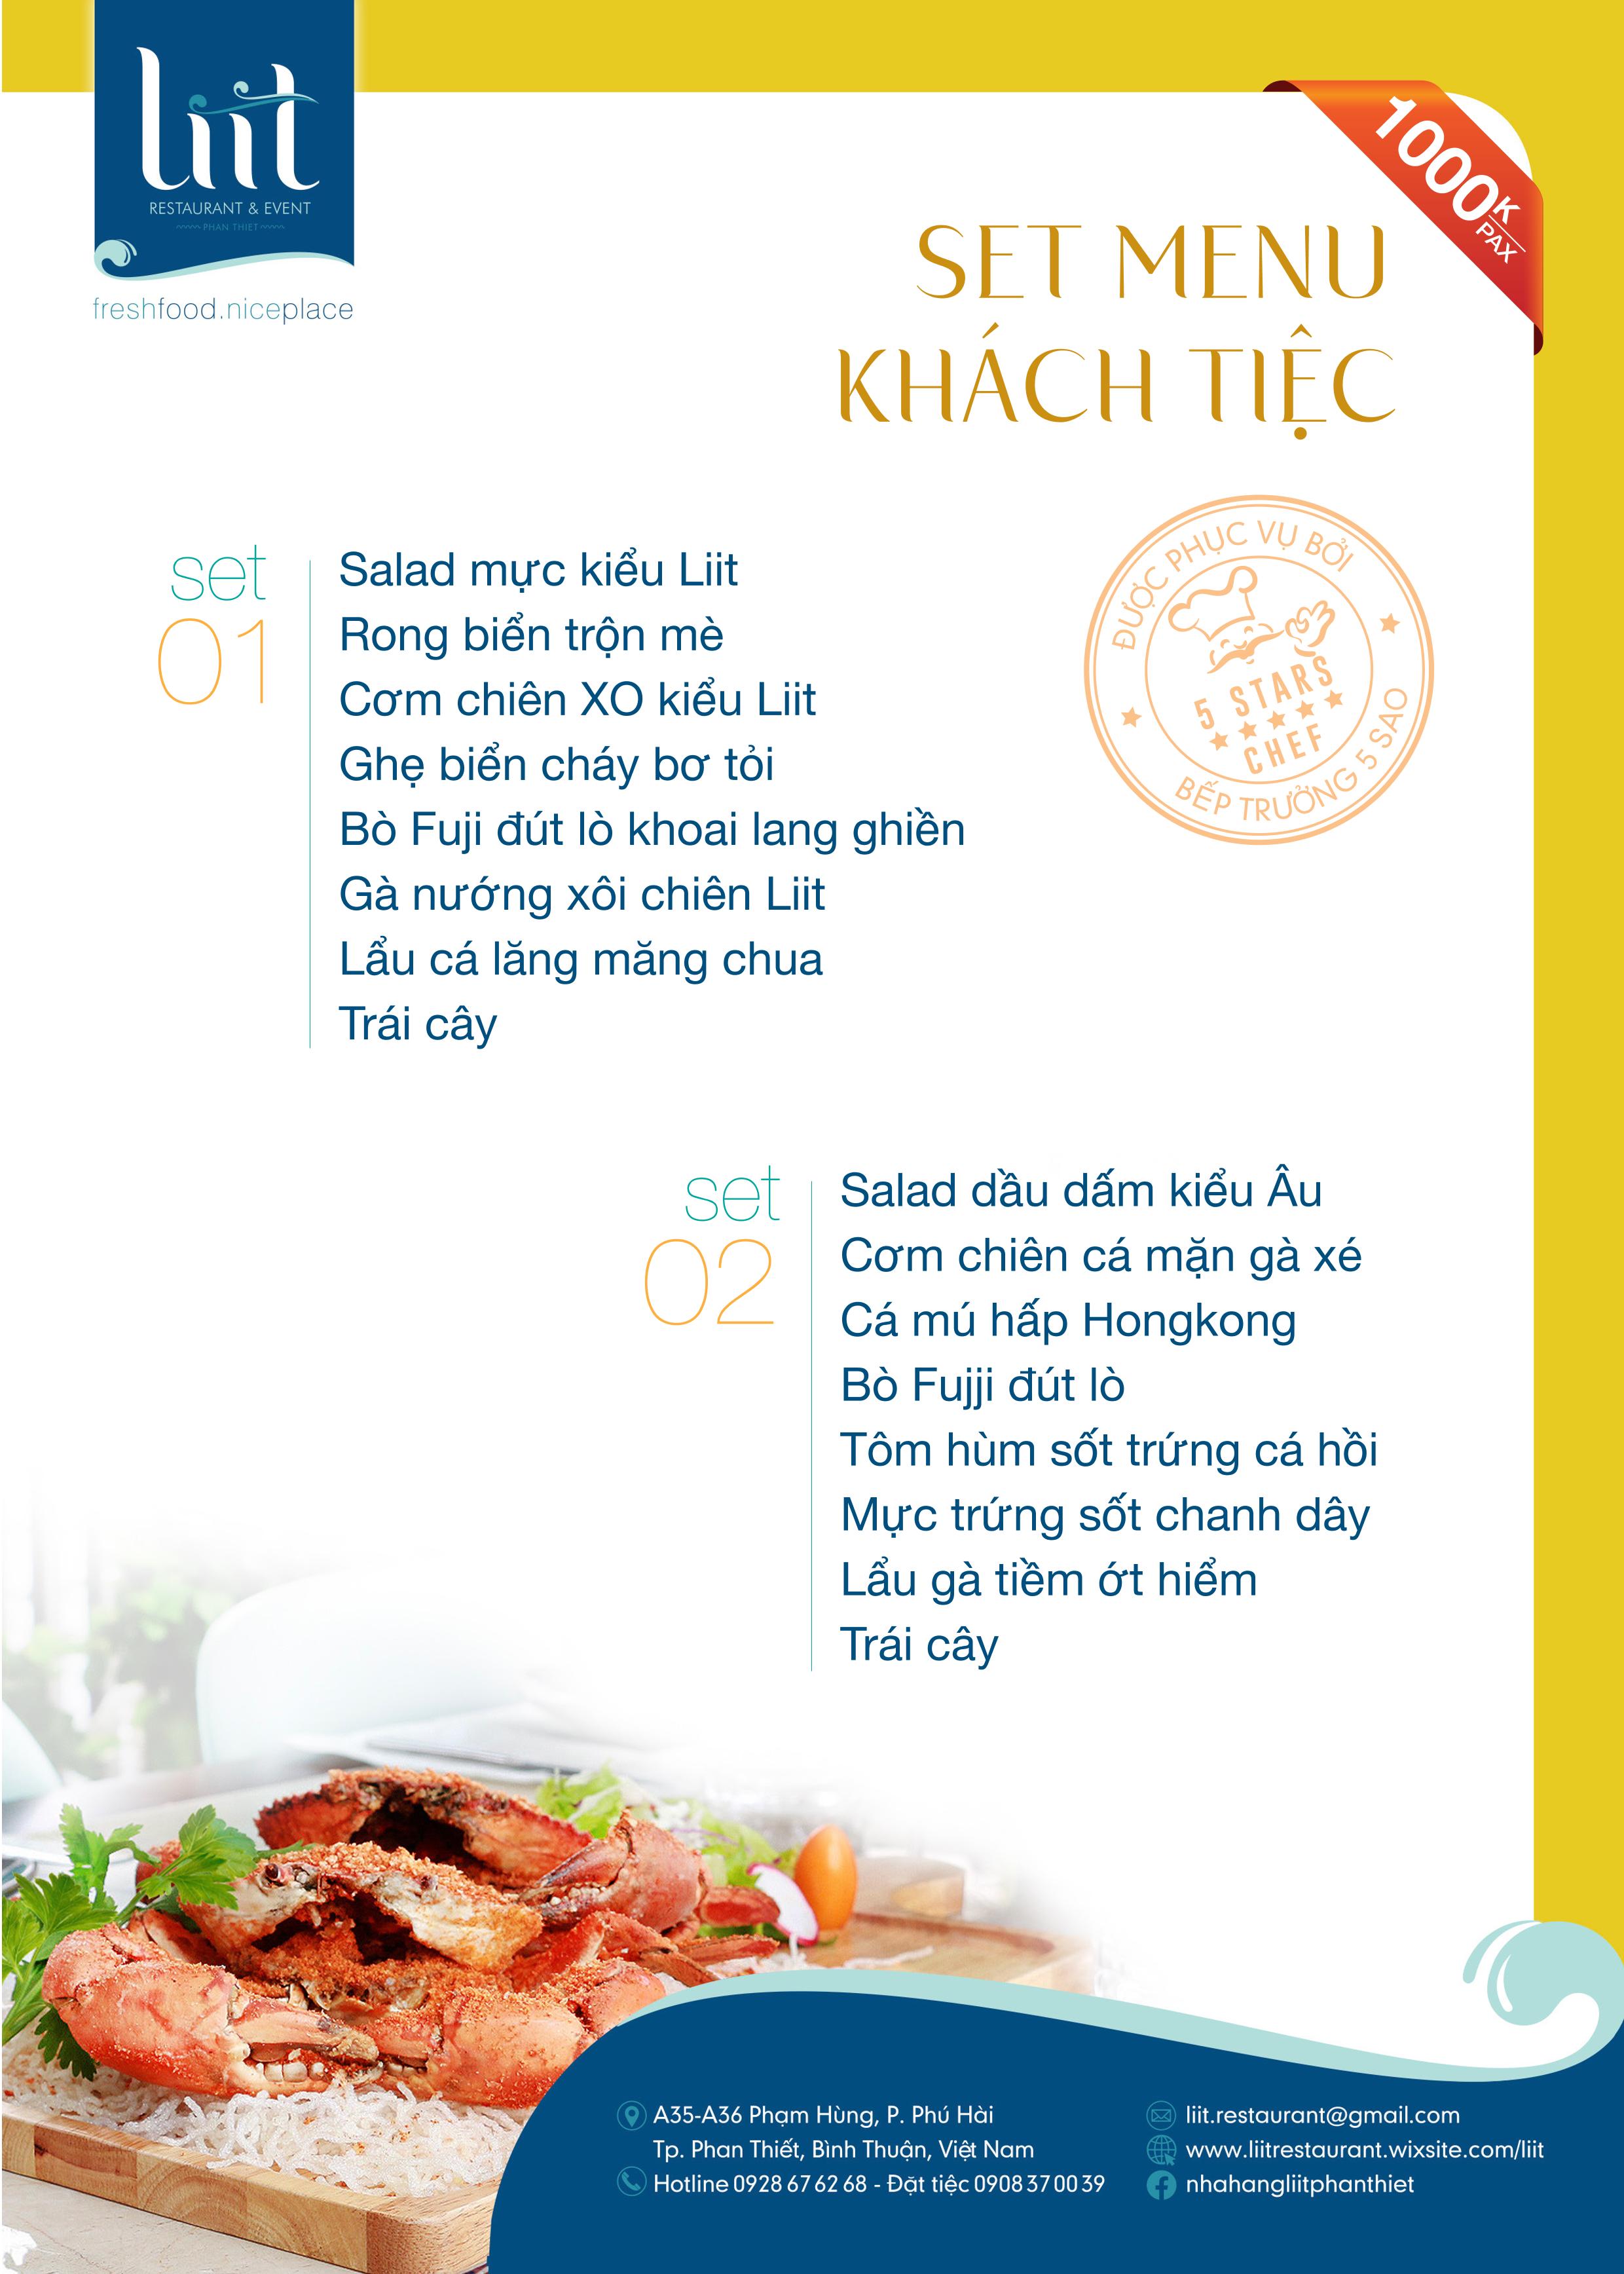 liit
RESTAURANT & EVENT
PHAN THIET
freshfood.niceplace
1000K
PAX
SET MENU
KHÁCH TIỆC
ĐƯỢC PHỤC VỤ BỞI
5 STARS
CHEF
BẾP TRƯỞNG 5 SAO
set
01
Salad mực kiểu Liit
Rong biển trộn mè
Cơm chiên XO kiểu Liit
Ghẹ biển cháy bơ tỏi
Bò Fuji đút lò khoai lang ghiền
Gà nướng xôi chiên Liit
Lẩu cá lăng măng chua
Trái cây
set
02
Salad dầu dấm kiểu Âu
Cơm chiên cá mặn gà xé
Cá mú hấp Hongkong
Bò Fujji đút lò
Tôm hùm sốt trứng cá hồi
Mực trứng sốt chanh dây
Lẩu gà tiềm ớt hiểm
Trái cây
A35-A36 Phạm Hùng, P. Phú Hài
Tp. Phan Thiết, Bình Thuận, Việt Nam
Hotline 0928 67 62 68 - Đặt tiệc 0908 37 00 39
liit.restaurant@gmail.com
www.liitrestaurant.wixsite.com/liit
nhahangliitphanthiet